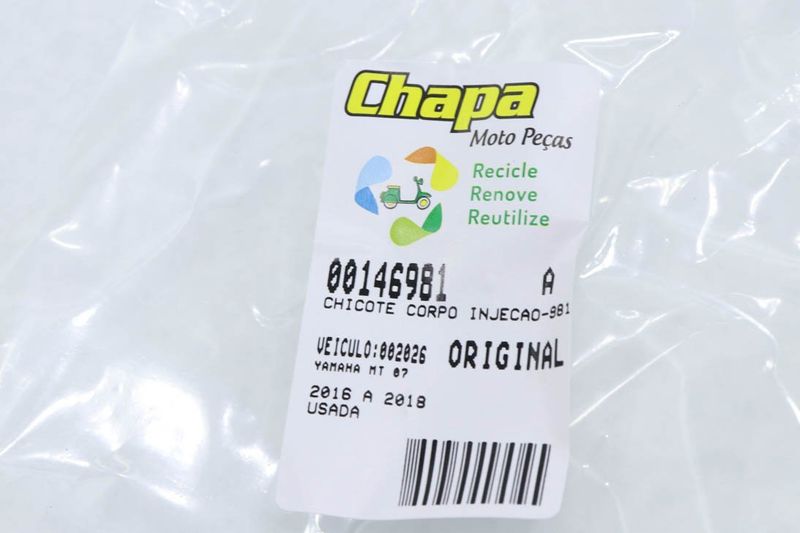 Chapa
Moto Peças
Recicle
Renove
Reutilize
00146981 A
CHICOTE CORPO INJECAO-981
VEICULO:002026 ORIGINAL
YAMAHA MT 07
2016 A 2018
USADA